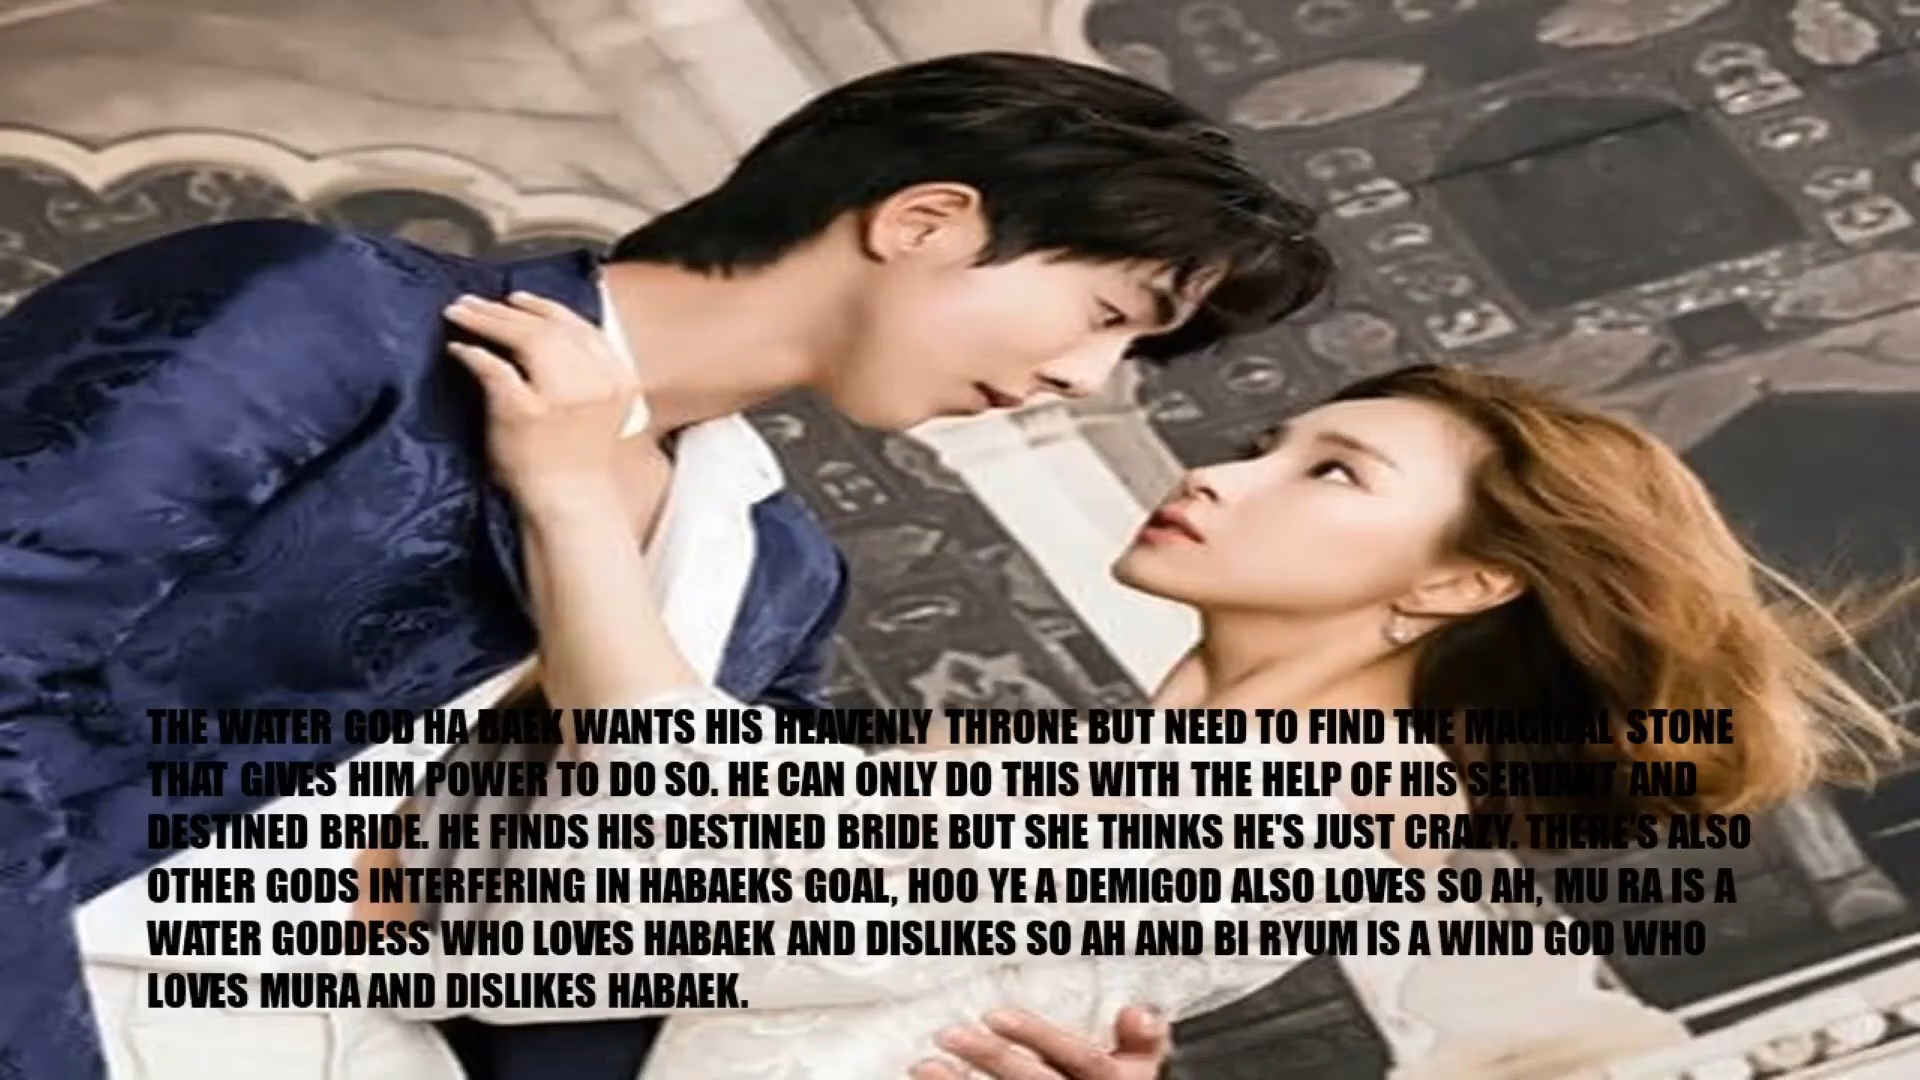 THE WATER GOD HA BAEK WANTS HIS HEAVENLY THRONE BUT NEED TO FIND THE MAGICAL STONE
THAT GIVES HIM POWER TO DO SO. HE CAN ONLY DO THIS WITH THE HELP OF HIS SERVANT AND
DESTINED BRIDE. HE FINDS HIS DESTINED BRIDE BUT SHE THINKS HE'S JUST CRAZY. THERE'S ALSO
OTHER GODS INTERFERING IN HABAEKS GOAL, HOO YE A DEMIGOD ALSO LOVES SO AH, MU RA IS A
WATER GODDESS WHO LOVES HABAEK AND DISLIKES SO AH AND BI RYUM IS A WIND GOD WHO
LOVES MURA AND DISLIKES HABAEK.